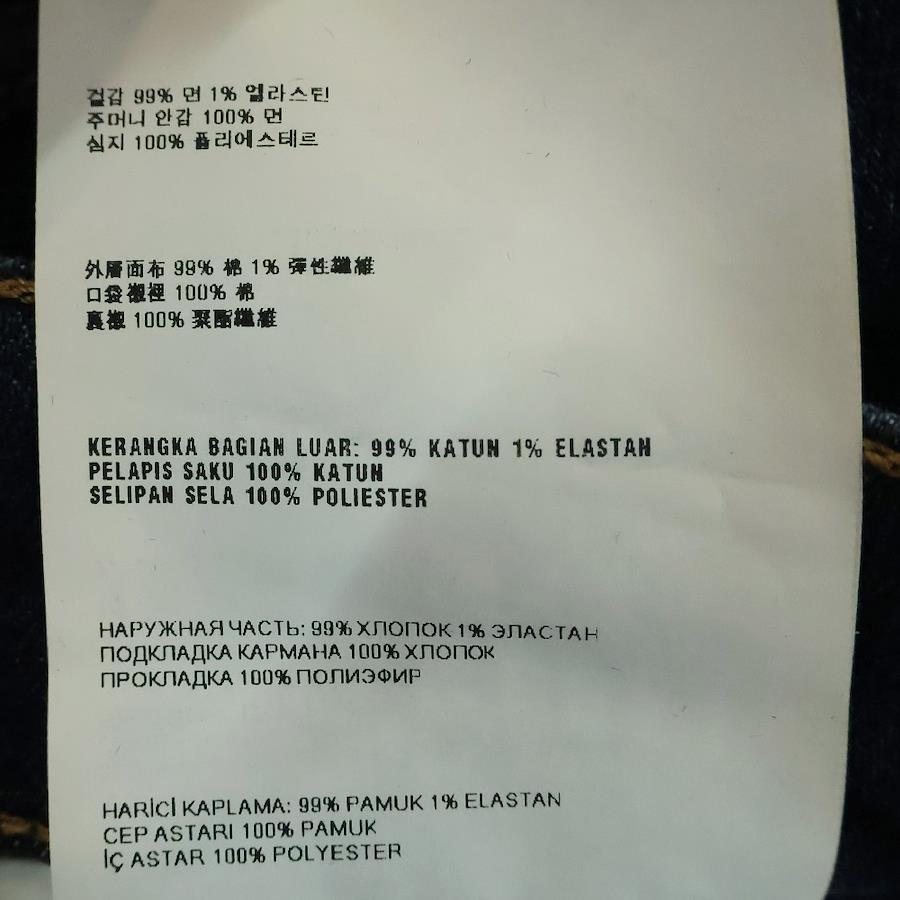 겉감 99% 면 1% 엘라스틴
주머니 안감 100% 면
심지 100% 폴리에스테르
外層面布 99% 棉 1% 彈性纖維
口袋襯裡 100% 棉
裏襯 100% 聚酯纖維
KERANGKA BAGIAN LUAR: 99% KATUN 1% ELASTAN
PELAPIS SAKU 100% KATUN
SELIPAN SELA 100% POLIESTER
НАРУЖНАЯ ЧАСТЬ: 99% ХЛОПОК 1% ЭЛАСТАН
ПОДКЛАДКА КАРМАНА 100% ХЛОПОК
ПРОКЛАДКА 100% ПОЛИЭФИР
HARİCİ KAPLAMA: 99% PAMUK 1% ELASTAN
CEP ASTARI 100% PAMUK
İÇ ASTAR 100% POLYESTER